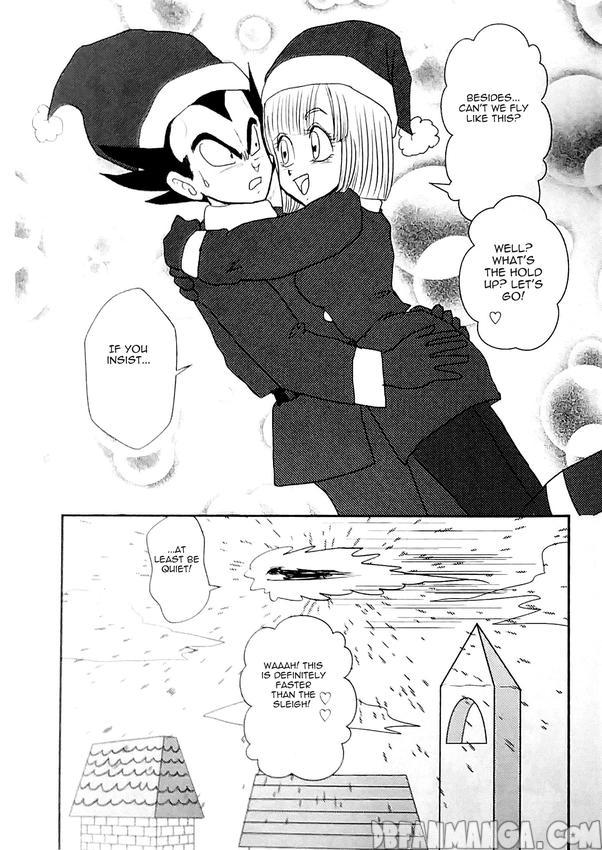 BESIDES...
CAN'T WE FLY
LIKE THIS?
WELL?
WHAT'S
THE HOLD
UP? LET'S
GO!
♡
IF YOU
INSIST...
...AT
LEAST BE
QUIET!
WAAAH! THIS
IS DEFINITELY
FASTER
THAN THE
SLEIGH! ♡
♡
DBFANMANGA.COM